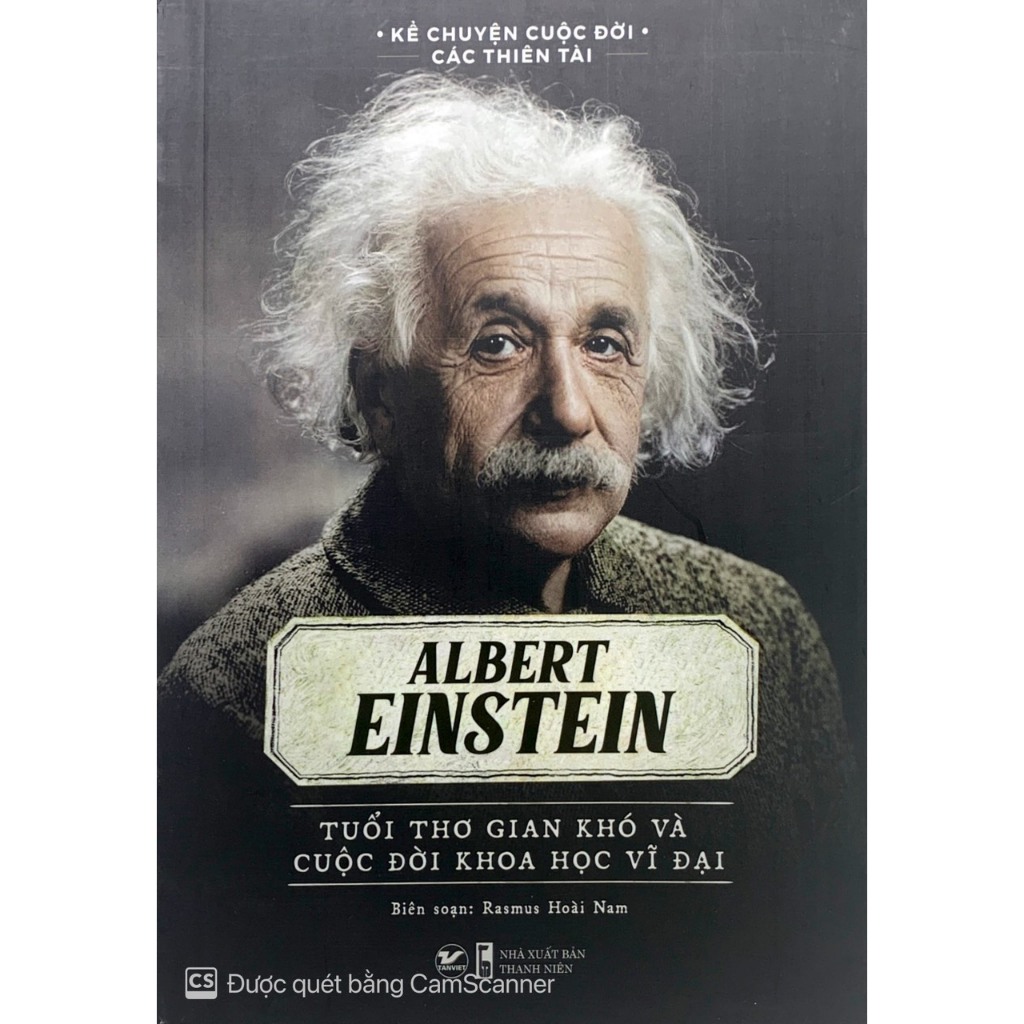 • KỂ CHUYỆN CUỘC ĐỜI •
CÁC THIÊN TÀI
ALBERT
EINSTEIN
TUỔI THƠ GIAN KHÓ VÀ
CUỘC ĐỜI KHOA HỌC VĨ ĐẠI
Biên soạn: Rasmus Hoài Nam
TANVIET
NHÀ XUẤT BẢN
THANH NIÊN
CS Được quét bằng CamScanner